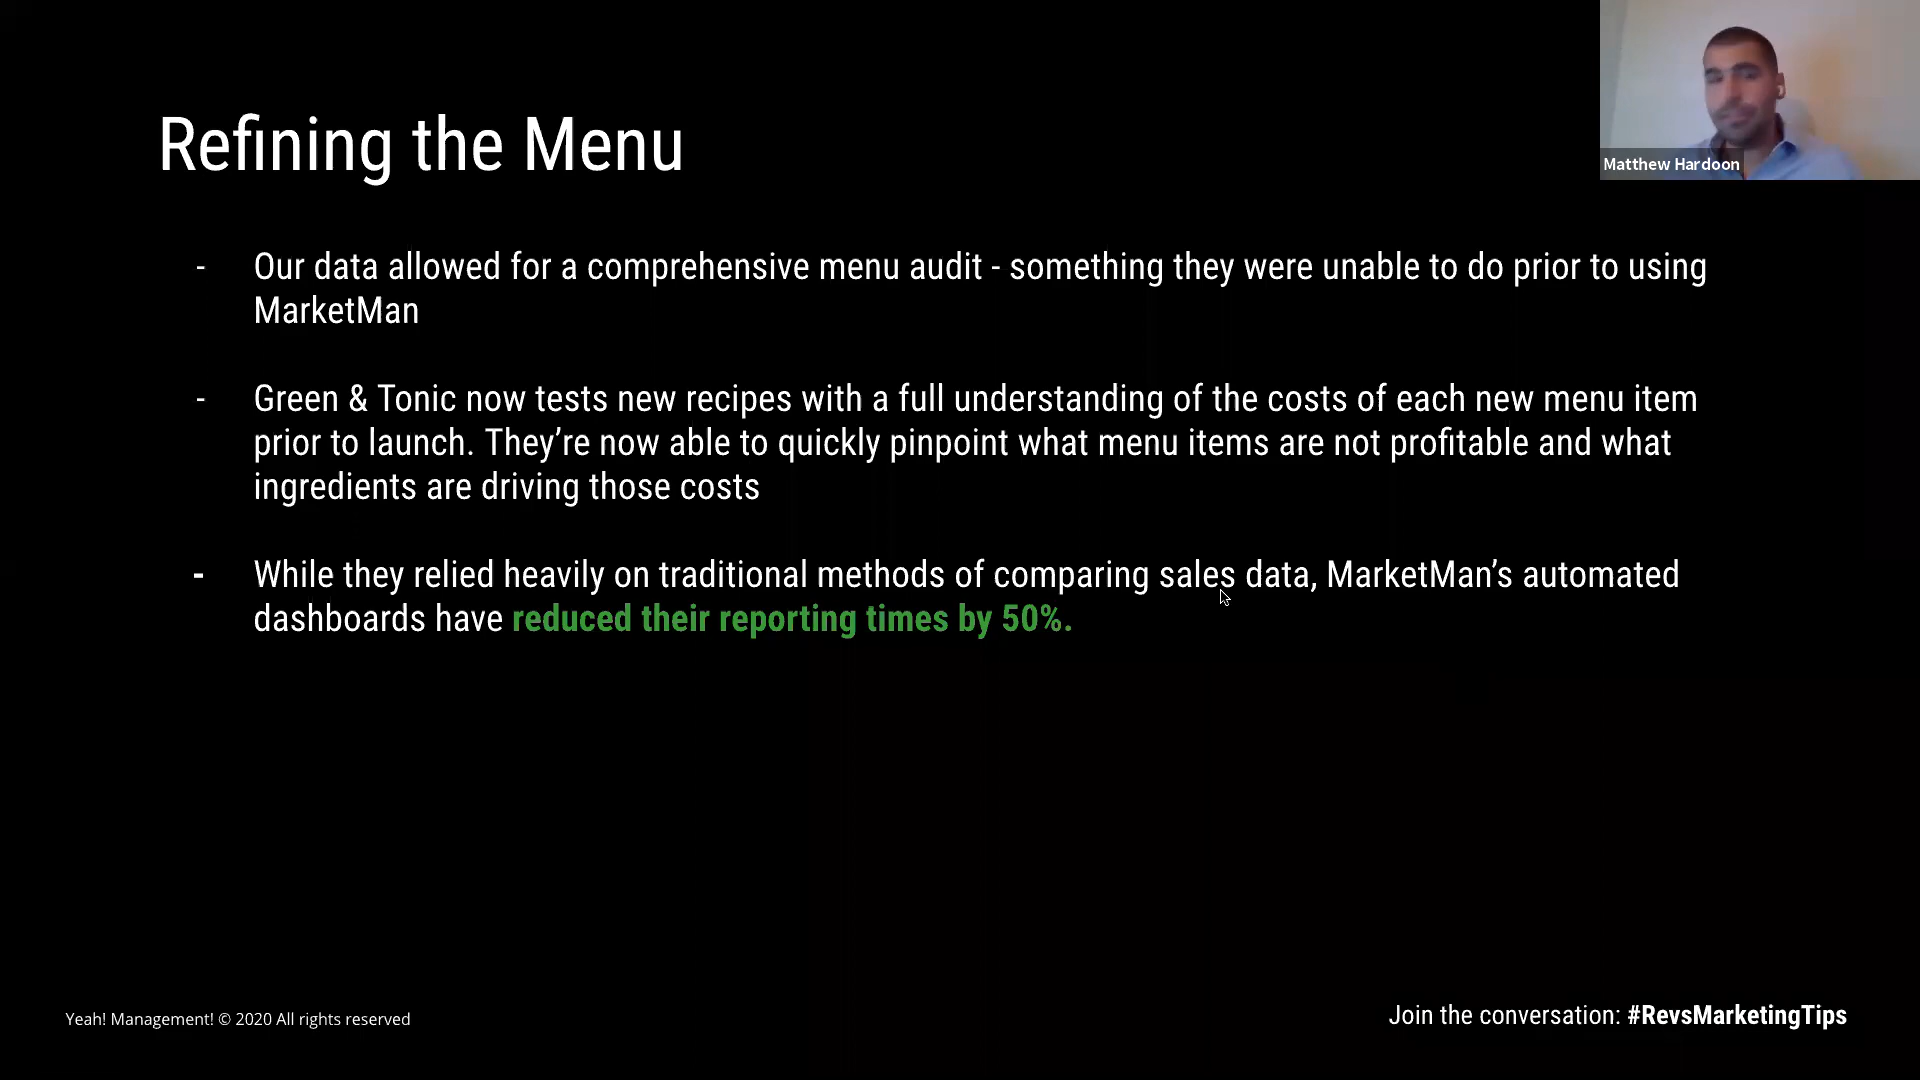 Matthew Hardoon
Refining the Menu
- Our data allowed for a comprehensive menu audit - something they were unable to do prior to using
MarketMan
- Green & Tonic now tests new recipes with a full understanding of the costs of each new menu item
prior to launch. They’re now able to quickly pinpoint what menu items are not profitable and what
ingredients are driving those costs
- While they relied heavily on traditional methods of comparing sales data, MarketMan’s automated
dashboards have reduced their reporting times by 50%.
Yeah! Management! © 2020 All rights reserved
Join the conversation: #RevsMarketingTips